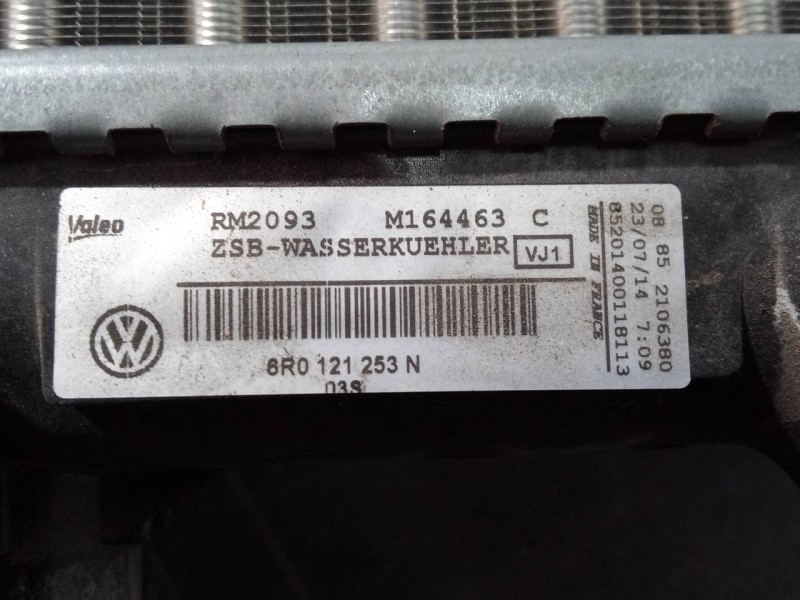 Valeo RM2093 M164463 C
ZSB-WASSERKUEHLER VJ1
6R0 121 253 N
03S
MADE IN FRANCE
08. 85 2106380
23/07/14 7:09
85201400118113